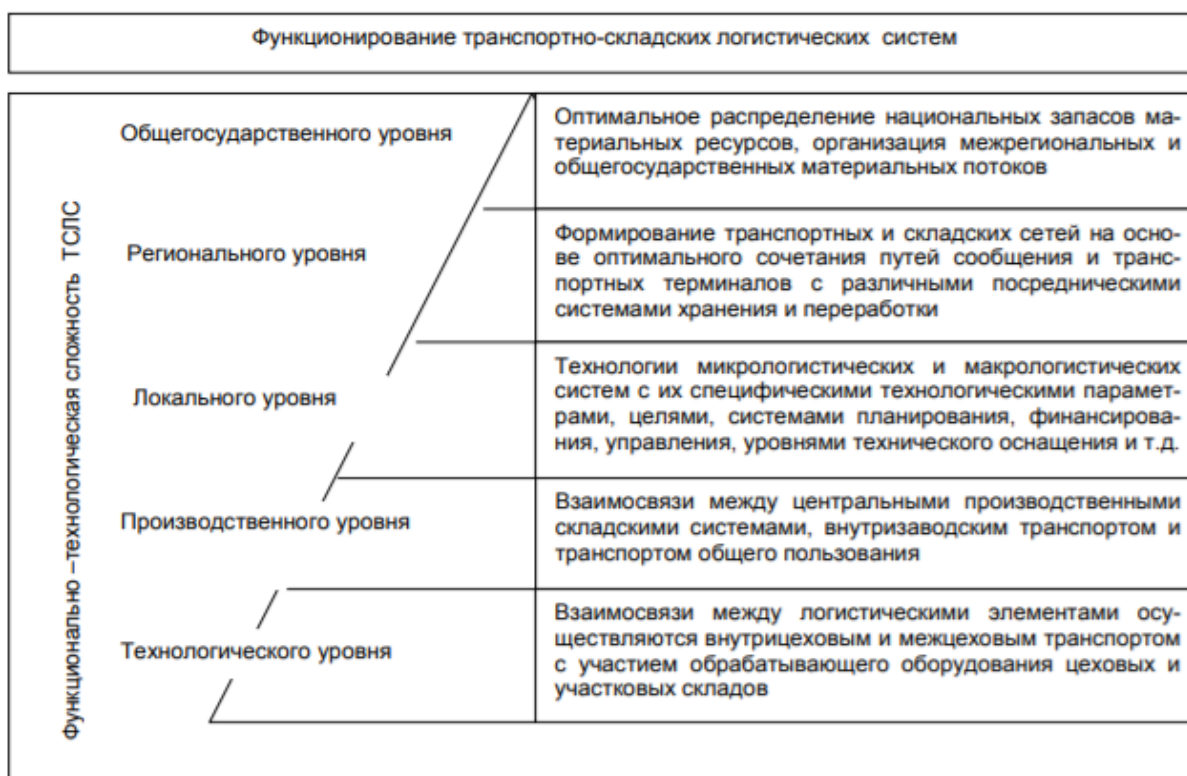 Функционирование транспортно-складских логистических систем
Функционально –технологическая сложность ТСЛС
Общегосударственного уровня
Оптимальное распределение национальных запасов ма-
териальных ресурсов, организация межрегиональных и
общегосударственных материальных потоков
Регионального уровня
Формирование транспортных и складских сетей на осно-
ве оптимального сочетания путей сообщения и транс-
портных терминалов с различными посредническими
системами хранения и переработки
Локального уровня
Технологии микрологистических и макрологистических
систем с их специфическими технологическими парамет-
рами, целями, системами планирования, финансирова-
ния, управления, уровнями технического оснащения и т.д.
Производственного уровня
Взаимосвязи между центральными производственными
складскими системами, внутризаводским транспортом и
транспортом общего пользования
Технологического уровня
Взаимосвязи между логистическими элементами осу-
ществляются внутрицеховым и межцеховым транспортом
с участием обрабатывающего оборудования цеховых и
участковых складов